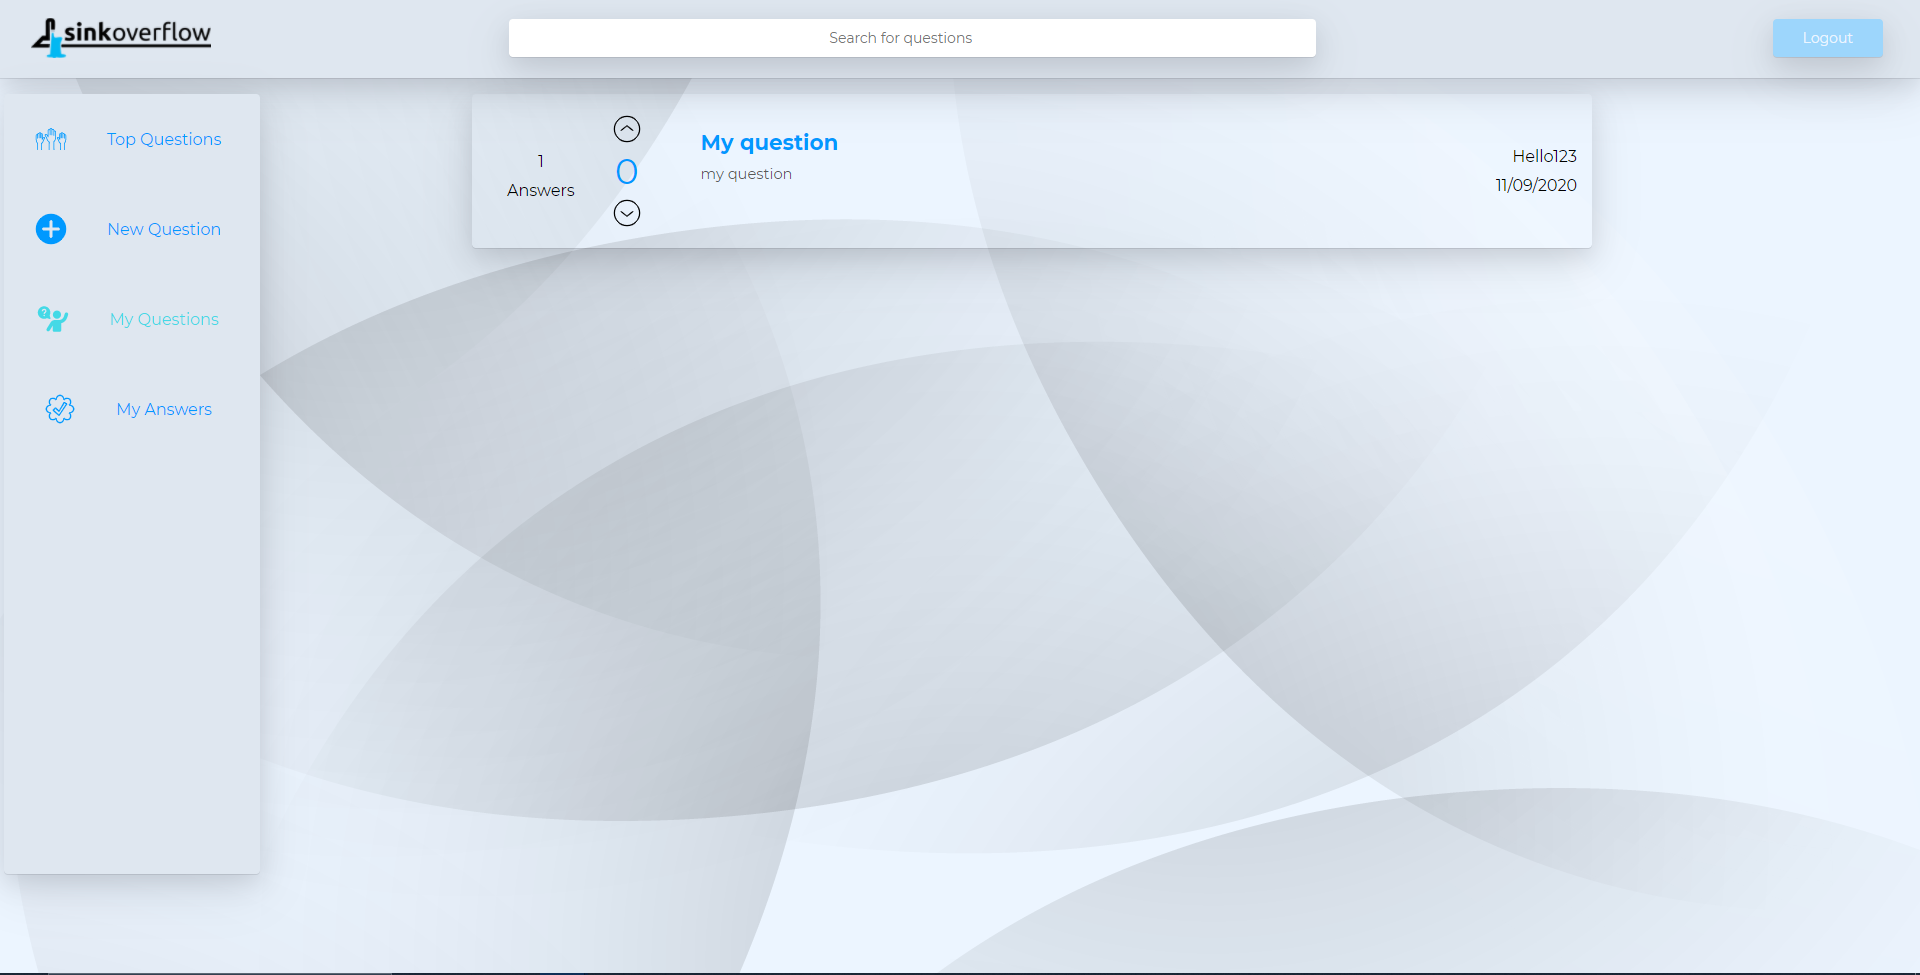 sinkoverflow
Search for questions
Logout
Top Questions
New Question
My Questions
My Answers
1
Answers
0
My question
my question
Hello123
11/09/2020